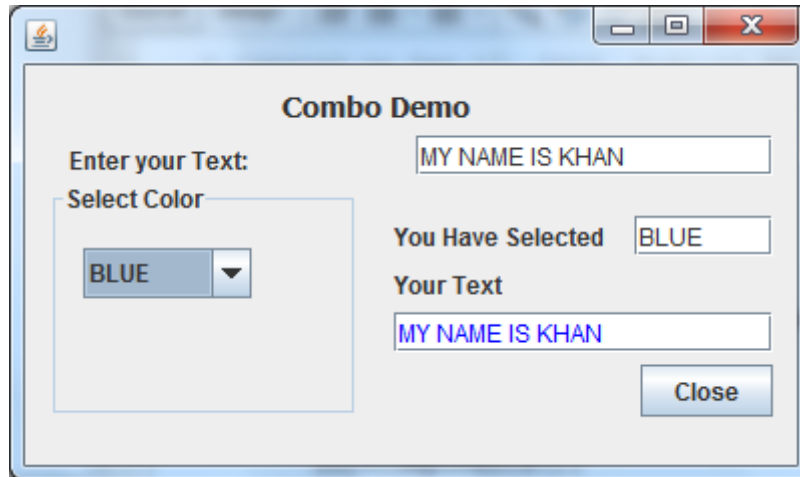 Combo Demo
Enter your Text:
MY NAME IS KHAN
Select Color
BLUE
You Have Selected
BLUE
Your Text
MY NAME IS KHAN
Close